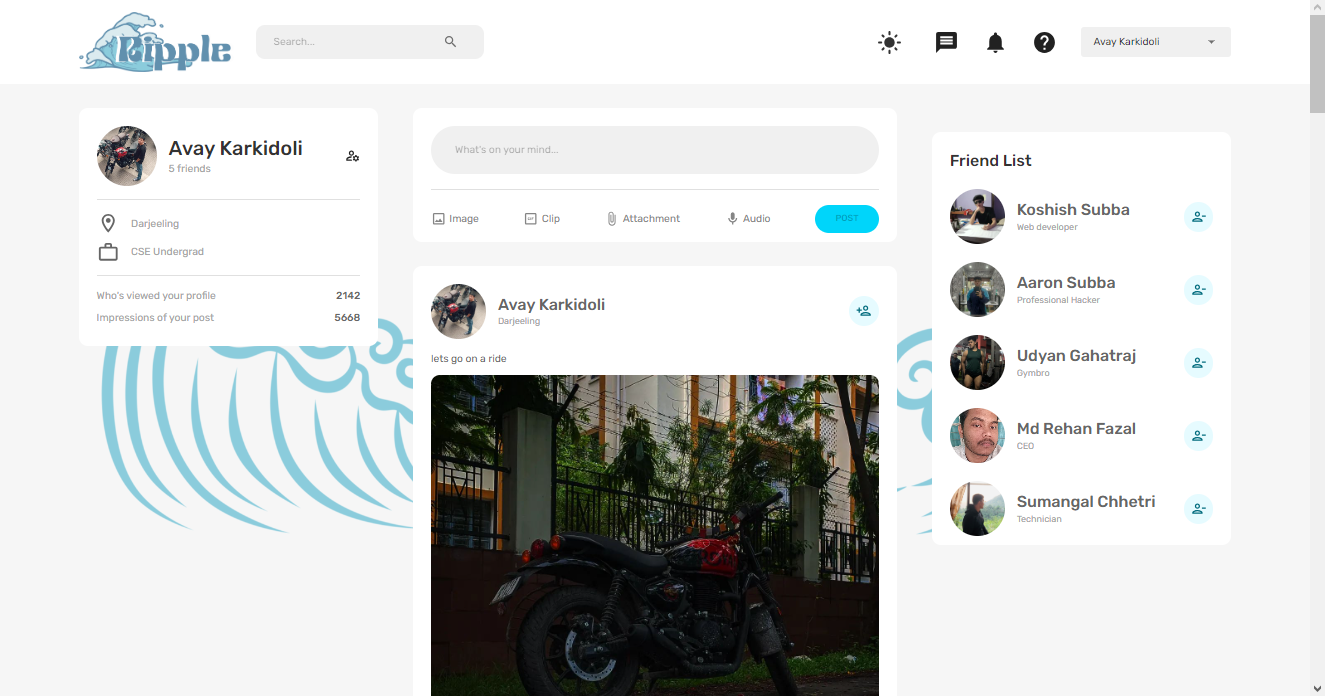 Ripple
Search...
Avay Karkidoli
Avay Karkidoli
5 friends
Darjeeling
CSE Undergrad
Who's viewed your profile 2142
Impressions of your post 5668
What's on your mind...
Image Clip Attachment Audio POST
Avay Karkidoli
Darjeeling
lets go on a ride
Friend List
Koshish Subba
Web developer
Aaron Subba
Professional Hacker
Udyan Gahatraj
Gymbro
Md Rehan Fazal
CEO
Sumangal Chhetri
Technician